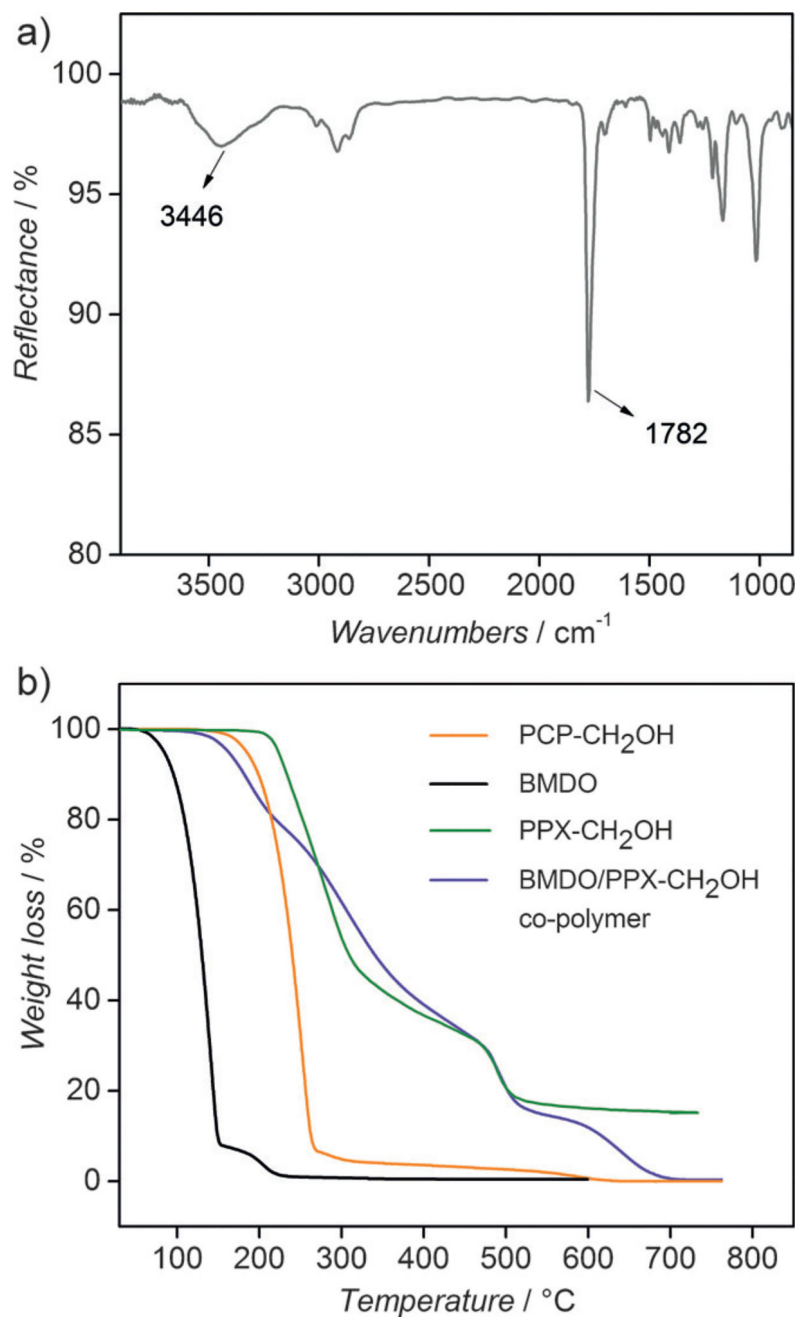 a)
100
95
90
85
80
Reflectance / %
3446
1782
3500 3000 2500 2000 1500 1000
Wavenumbers / cm⁻¹
b)
100
80
60
40
20
0
Weight loss / %
PCP-CH₂OH
BMDO
PPX-CH₂OH
BMDO/PPX-CH₂OH
co-polymer
100 200 300 400 500 600 700 800
Temperature / °C